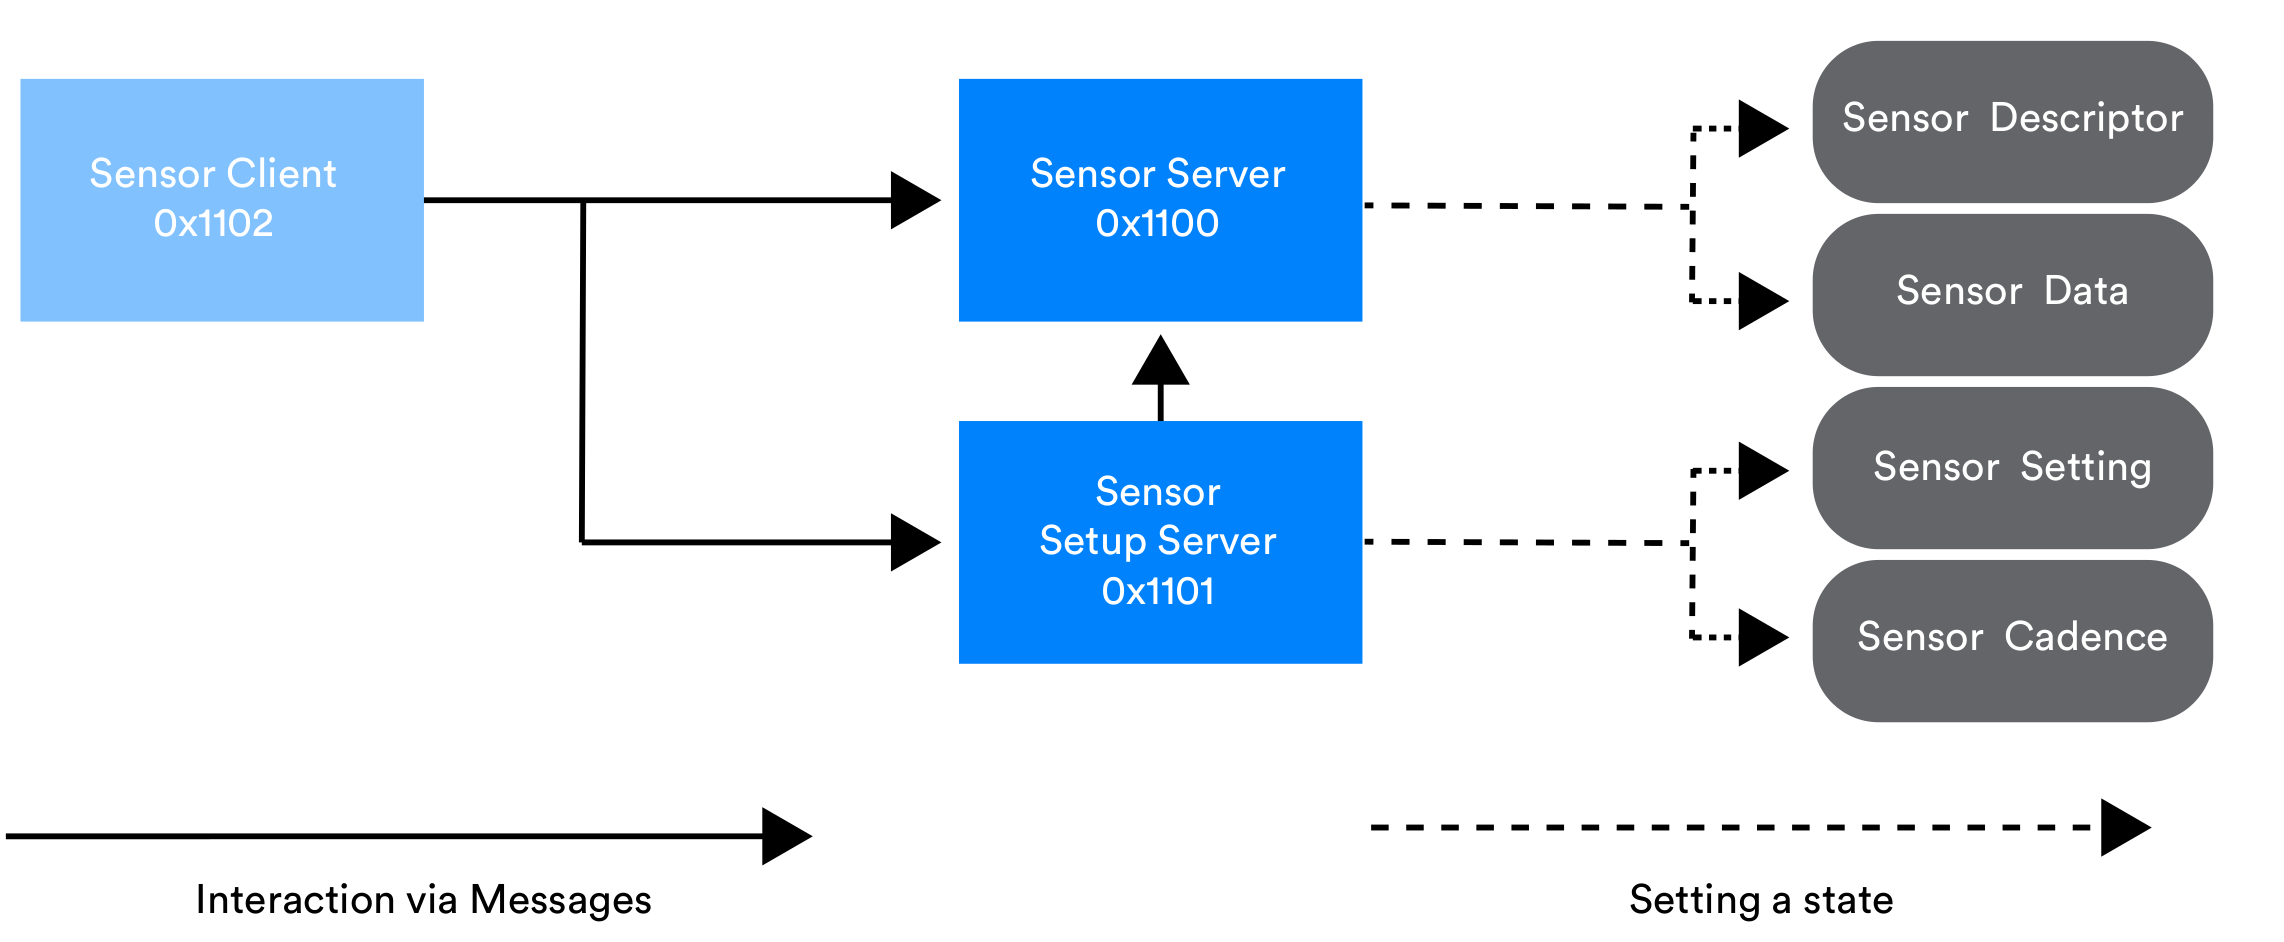 Sensor Client
0x1102
Sensor Server
0x1100
Sensor
Setup Server
0x1101
Sensor Descriptor
Sensor Data
Sensor Setting
Sensor Cadence
Interaction via Messages
Setting a state